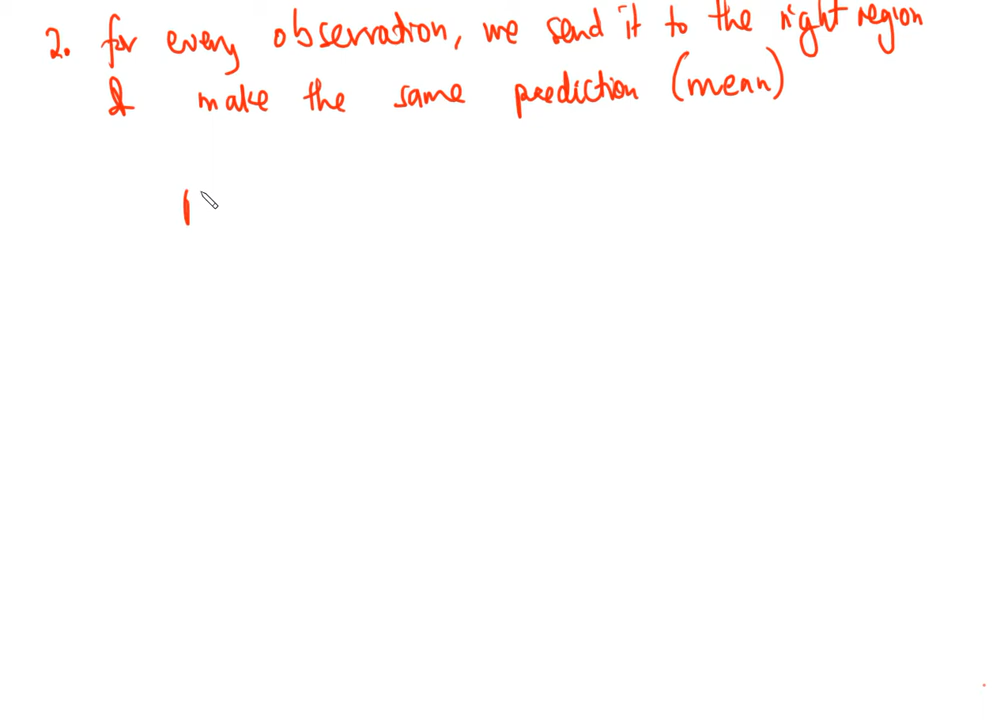 2. for every observation, we send it to the right region
& make the same prediction (mean)